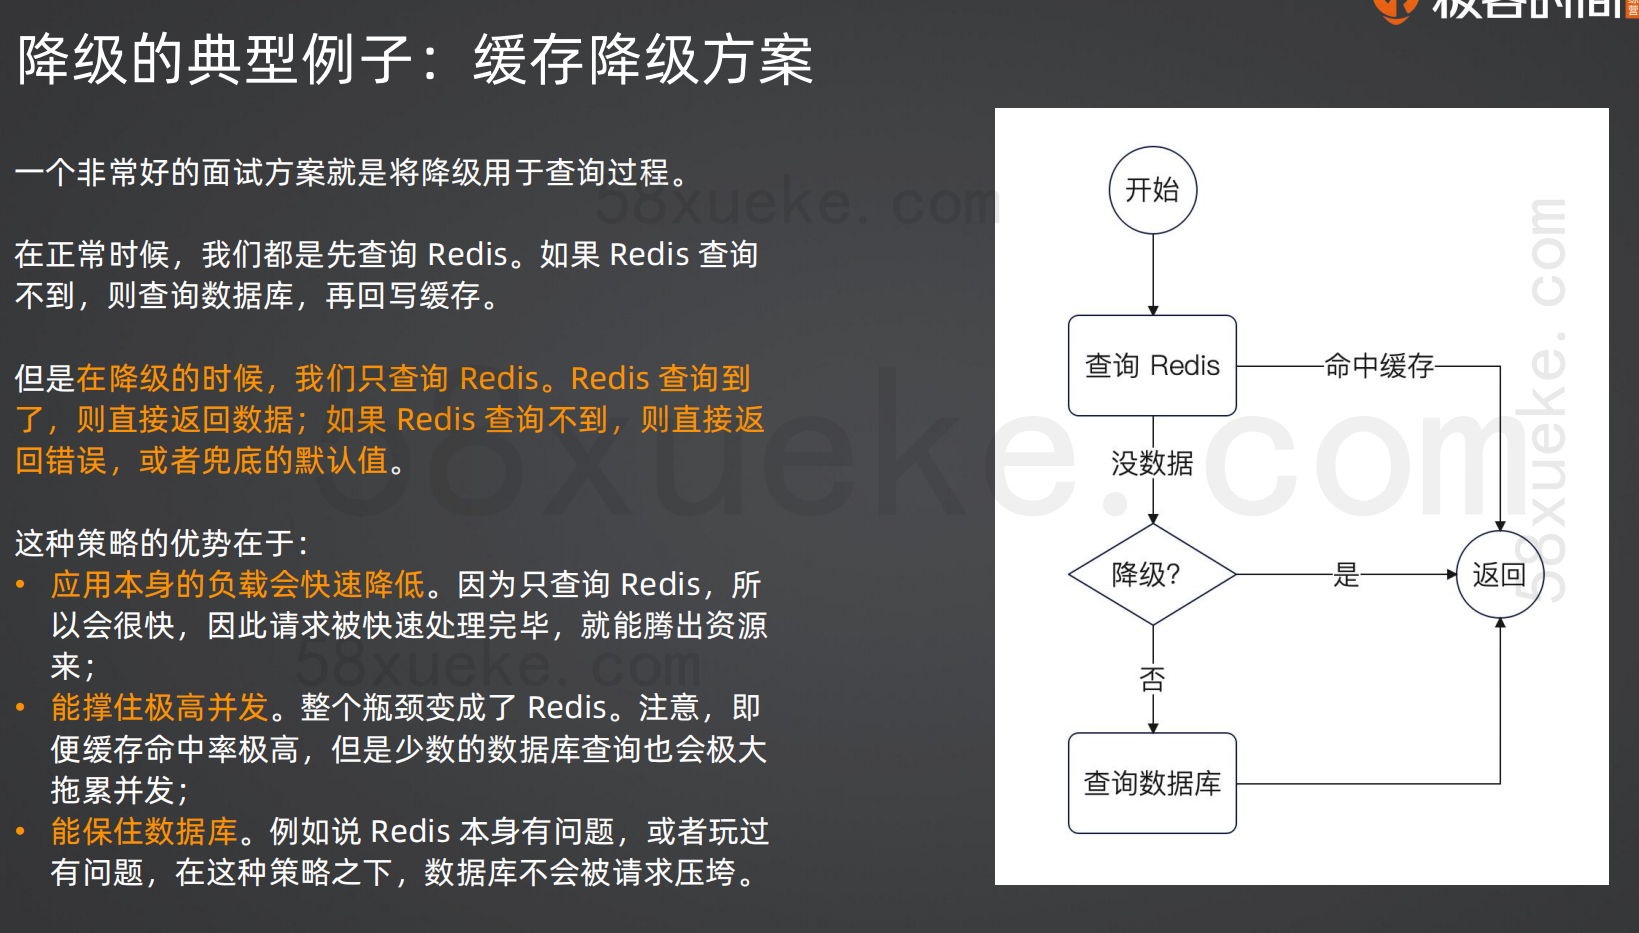 极客时间
降级的典型例子：缓存降级方案
一个非常好的面试方案就是将降级用于查询过程。
在正常时候，我们都是先查询 Redis。如果 Redis 查询
不到，则查询数据库，再回写缓存。
但是在降级的时候，我们只查询 Redis。Redis 查询到
了，则直接返回数据；如果 Redis 查询不到，则直接返
回错误，或者兜底的默认值。
这种策略的优势在于：
• 应用本身的负载会快速降低。因为只查询 Redis，所
以会很快，因此请求被快速处理完毕，就能腾出资源
来；
• 能撑住极高并发。整个瓶颈变成了 Redis。注意，即
便缓存命中率极高，但是少数的数据库查询也会极大
拖累并发；
• 能保住数据库。例如说 Redis 本身有问题，或者玩过
有问题，在这种策略之下，数据库不会被请求压垮。
开始
查询 Redis
命中缓存
没数据
降级?
是
返回
否
查询数据库
58xueke.com
58xueke.com
58xueke.com
58xueke.com